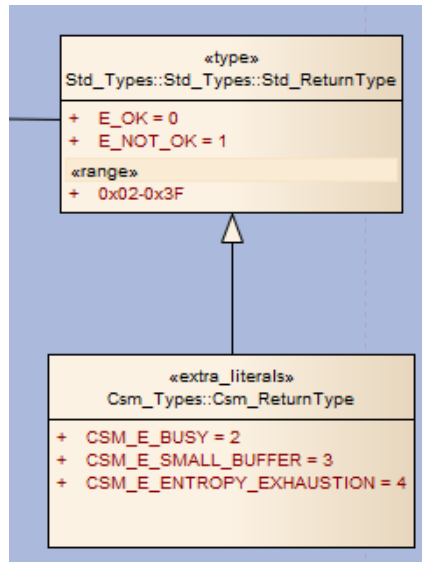 «type»
Std_Types::Std_Types::Std_ReturnType
+ E_OK = 0
+ E_NOT_OK = 1
«range»
+ 0x02-0x3F
«extra_literals»
Csm_Types::Csm_ReturnType
+ CSM_E_BUSY = 2
+ CSM_E_SMALL_BUFFER = 3
+ CSM_E_ENTROPY_EXHAUSTION = 4